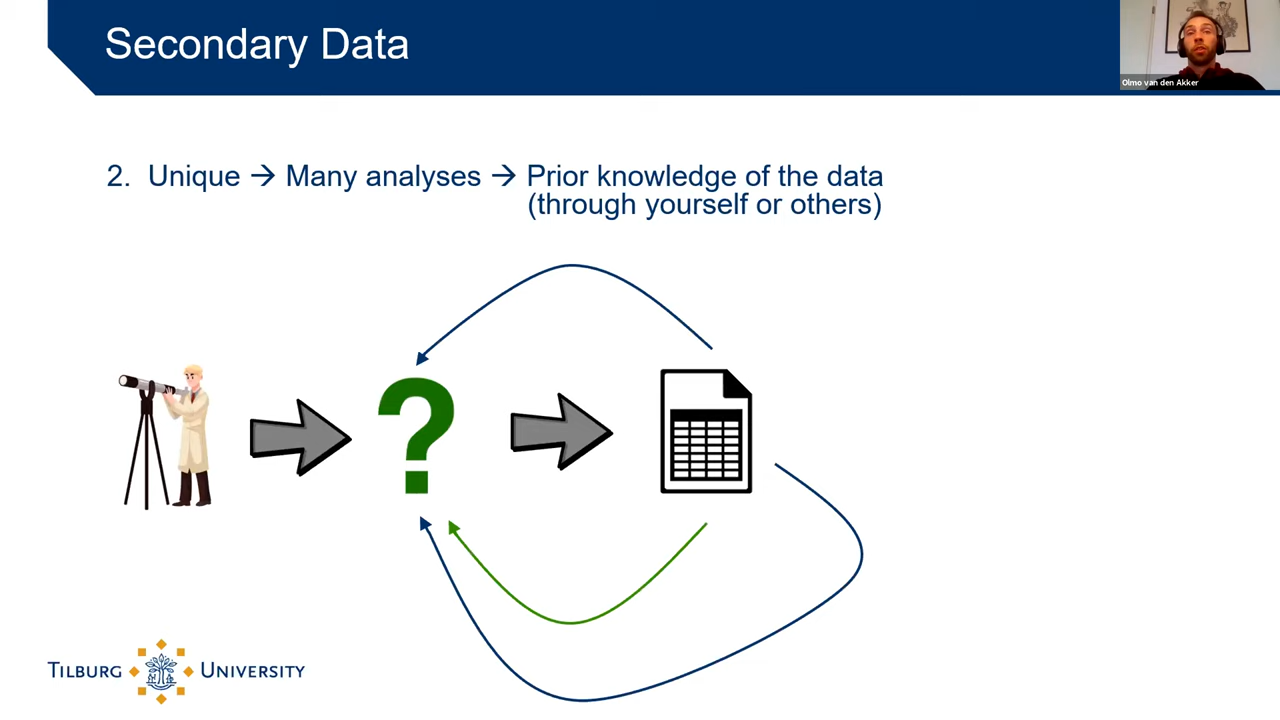 Secondary Data
Olmo van den Akker
2. Unique → Many analyses → Prior knowledge of the data
(through yourself or others)
?
TILBURG UNIVERSITY